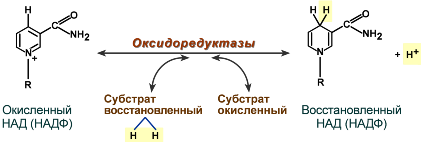 H
C
O
NH₂
N
+
R
Оксидоредуктазы
H H
C
O
NH₂
N
R
+ H⁺
Окисленный
НАД (НАДФ)
Субстрат
восстановленный
H H
Субстрат
окисленный
Восстановленный
НАД (НАДФ)